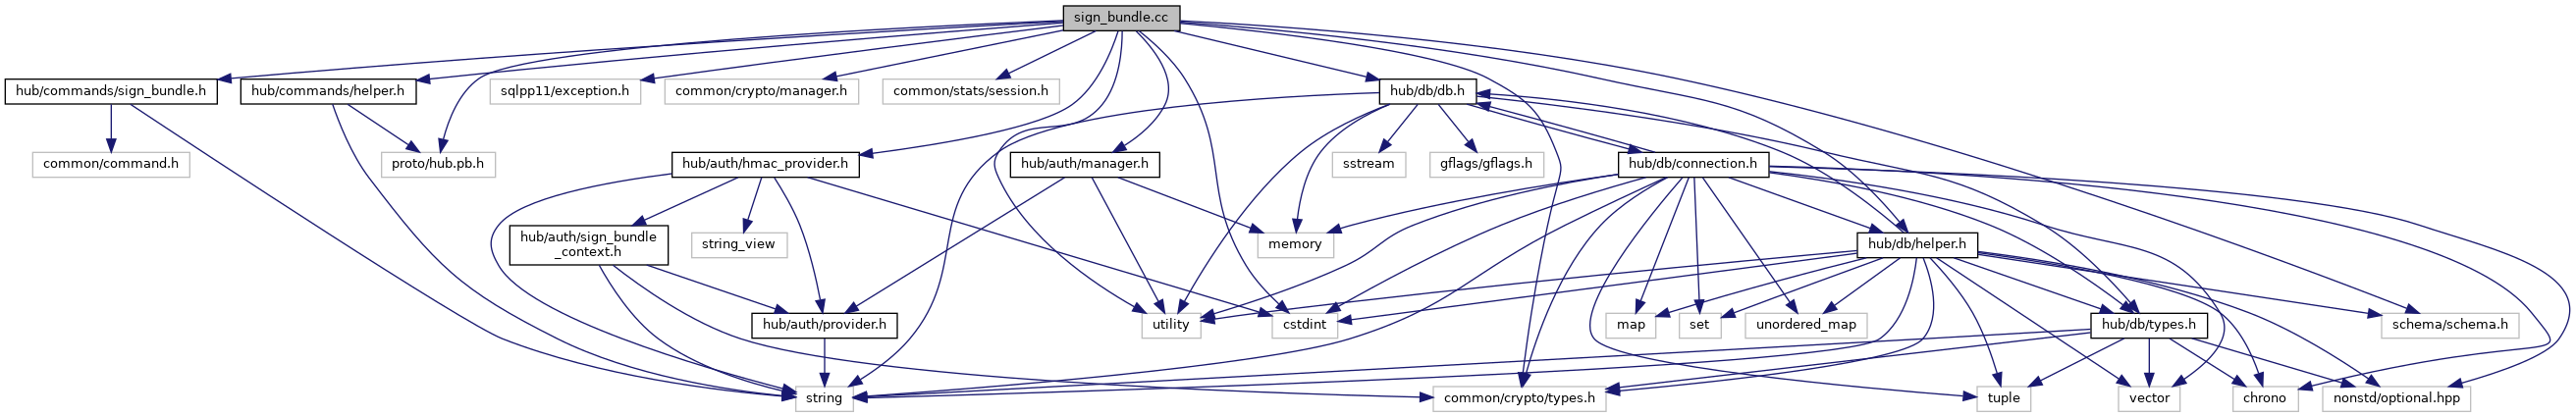 sign_bundle.cc
hub/commands/sign_bundle.h
hub/commands/helper.h
sqlpp11/exception.h
common/crypto/manager.h
common/stats/session.h
hub/db/db.h
common/command.h
proto/hub.pb.h
hub/auth/hmac_provider.h
hub/auth/manager.h
sstream
gflags/gflags.h
hub/db/connection.h
hub/auth/sign_bundle
_context.h
string_view
memory
hub/db/helper.h
hub/auth/provider.h
utility
cstdint
map
set
unordered_map
hub/db/types.h
schema/schema.h
string
common/crypto/types.h
tuple
vector
chrono
nonstd/optional.hpp